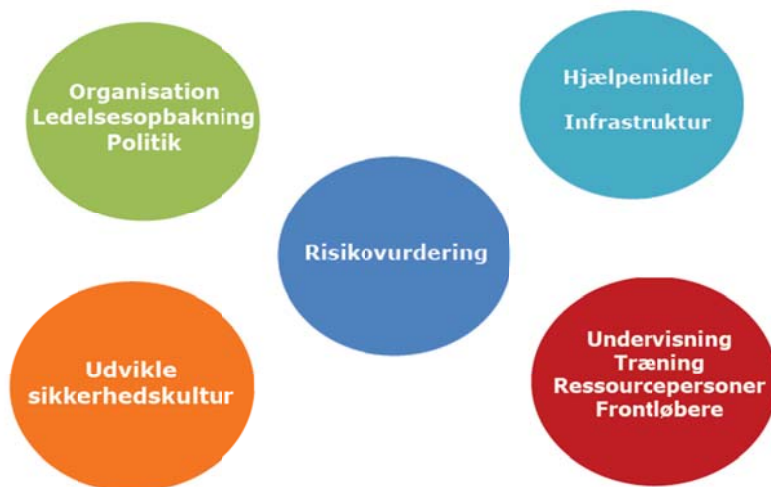 Organisation
Ledelsesopbakning
Politik
Hjælpemidler
Infrastruktur
Risikovurdering
Udvikle
sikkerhedskultur
Undervisning
Træning
Ressourcepersoner
Frontløbere